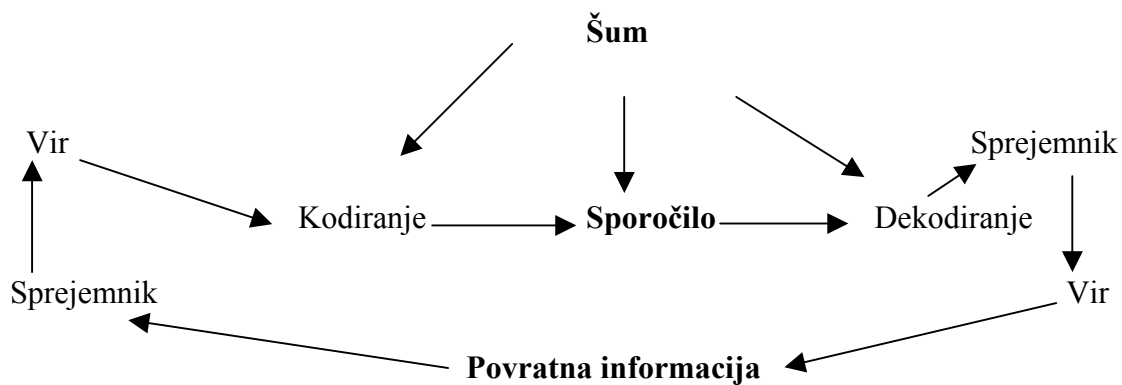 Šum
Vir
Sprejemnik
Kodiranje
Sporočilo
Dekodiranje
Sprejemnik
Vir
Povratna informacija